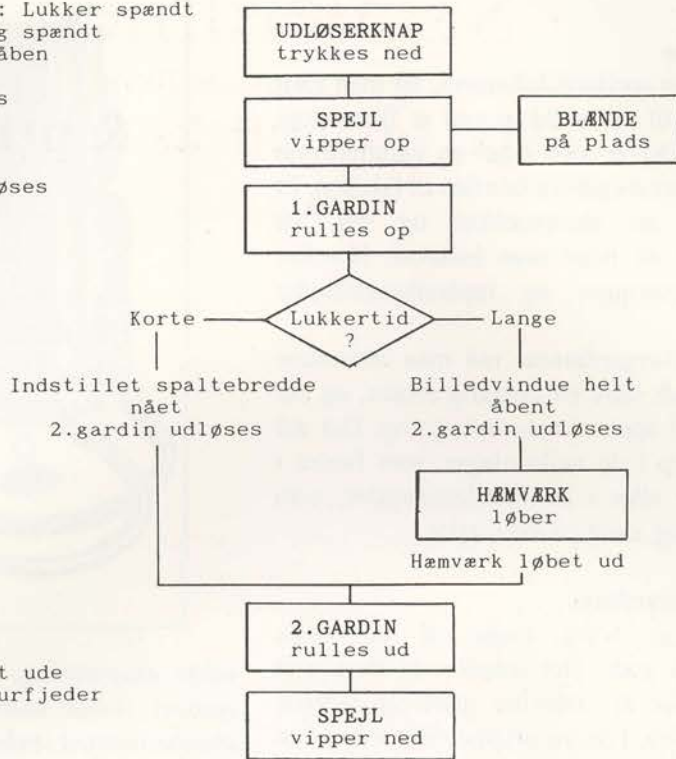 : Lukker spændt
g spændt
åben
s
øses
UDLØSERKNAP
trykkes ned
SPEJL
vipper op
BLÆNDE
på plads
1.GARDIN
rulles op
Korte
Lukkertid
?
Lange
Indstillet spaltebredde
nået
2.gardin udløses
Billedvindue helt
åbent
2.gardin udløses
HÆMVÆRK
løber
Hæmværk løbet ud
2.GARDIN
rulles ud
t ude
urfjeder
SPEJL
vipper ned